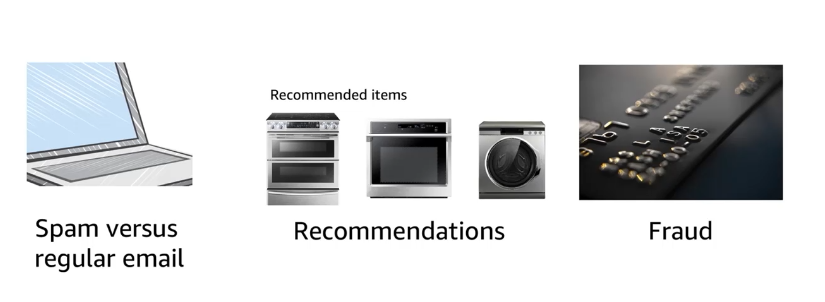 Recommended items
Spam versus
regular email
Recommendations
Fraud